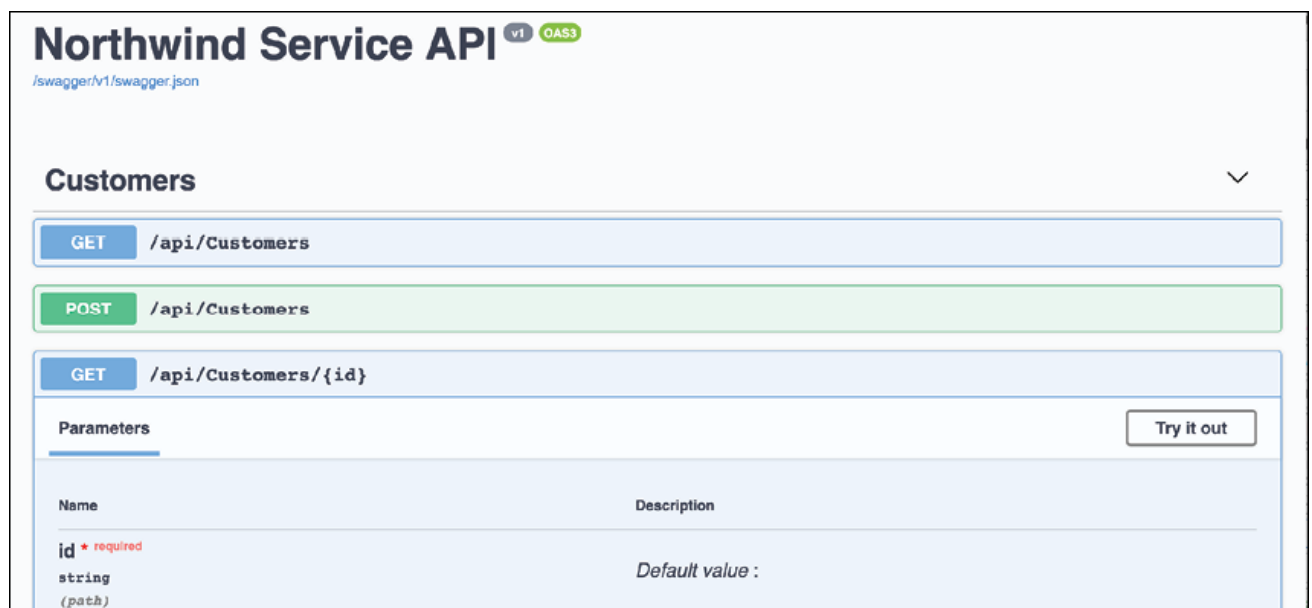 Northwind Service API v1 OAS3
/swagger/v1/swagger.json
Customers
GET /api/Customers
POST /api/Customers
GET /api/Customers/{id}
Parameters Try it out
Name Description
id * required
string Default value :
(path)